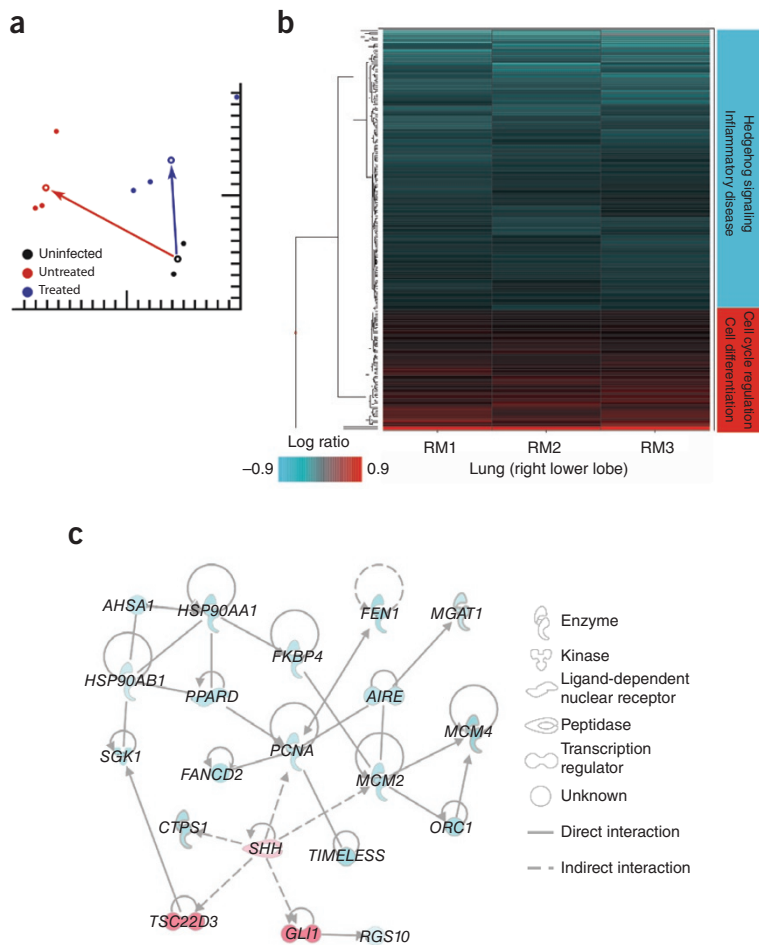 a
Uninfected
Untreated
Treated
b
Hedgehog signaling
Inflammatory disease
Cell cycle regulation
Cell differentiation
Log ratio
–0.9
0.9
RM1
RM2
RM3
Lung (right lower lobe)
c
AHSA1
HSP90AA1
FEN1
MGAT1
FKBP4
HSP90AB1
PPARD
AIRE
SGK1
FANCD2
PCNA
MCM2
MCM4
CTPS1
SHH
TIMELESS
ORC1
TSC22D3
GLI1
RGS10
Enzyme
Kinase
Ligand-dependent
nuclear receptor
Peptidase
Transcription
regulator
Unknown
Direct interaction
Indirect interaction